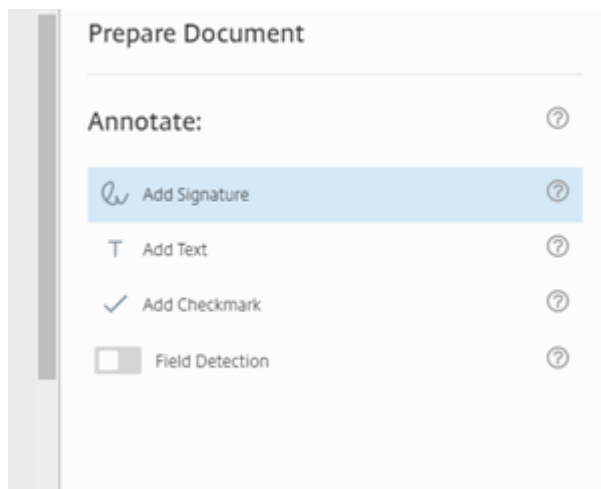 Prepare Document
Annotate:
Add Signature
Add Text
Add Checkmark
Field Detection